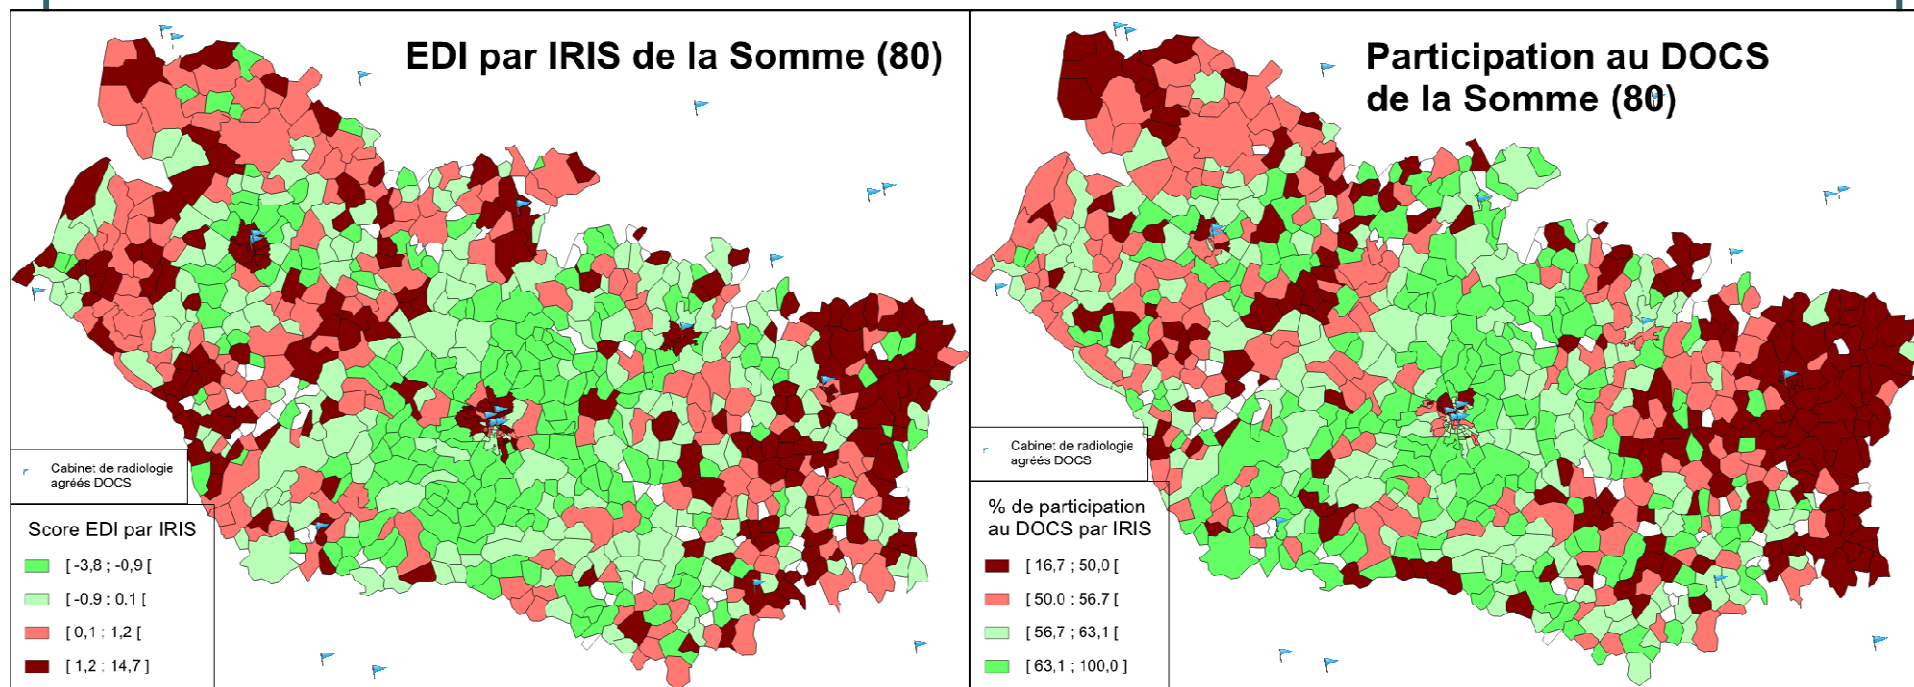 EDI par IRIS de la Somme (80)
Cabinet de radiologie
agréés DOCS
Score EDI par IRIS
[ -3,8 ; -0,9 [
[ -0.9 : 0.1 [
[ 0,1 ; 1,2 [
[ 1,2 : 14,7 ]
Participation au DOCS
de la Somme (80)
Cabinet de radiologie
agréés DOCS
% de participation
au DOCS par IRIS
[ 16,7 ; 50,0 [
[ 50.0 : 56.7 [
[ 56,7 ; 63,1 [
[ 63,1 ; 100,0 ]